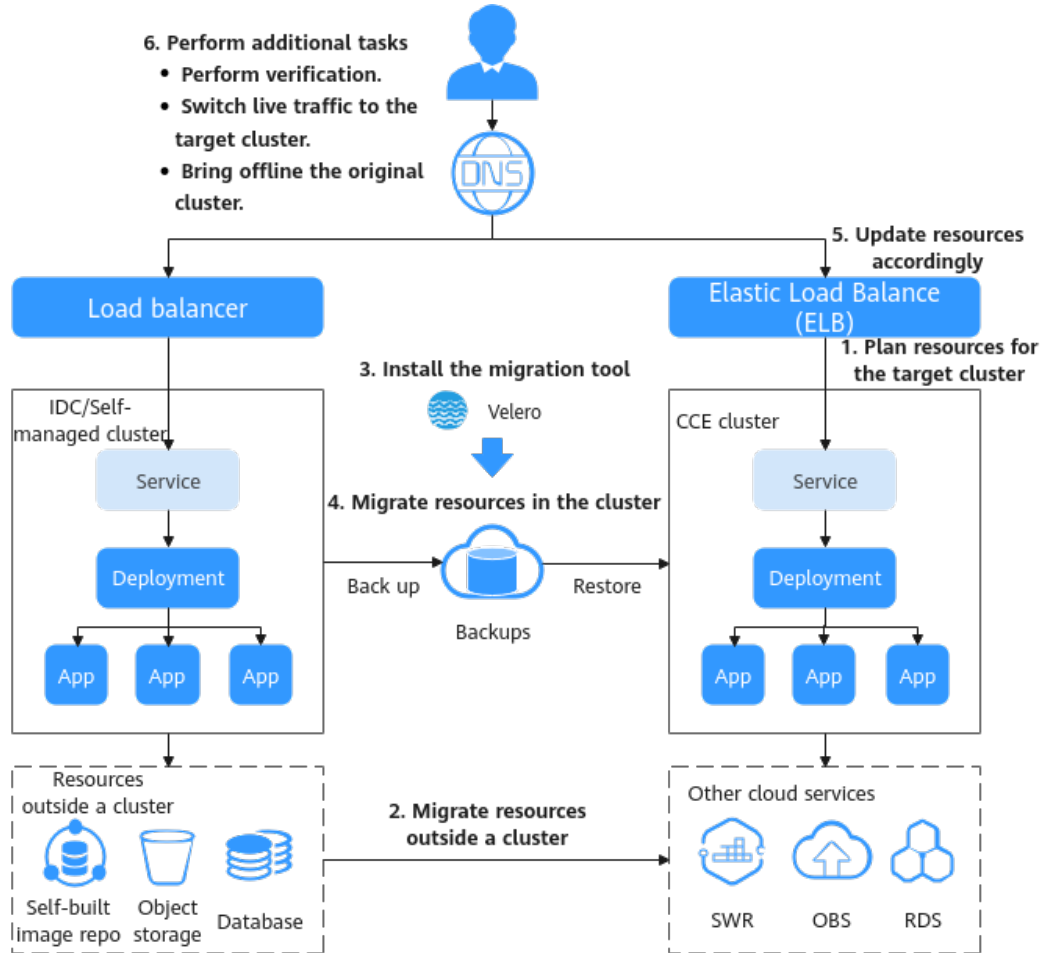 6. Perform additional tasks
• Perform verification.
• Switch live traffic to the
target cluster.
• Bring offline the original
cluster.
DNS
5. Update resources
accordingly
Load balancer
Elastic Load Balance
(ELB)
1. Plan resources for
the target cluster
3. Install the migration tool
Velero
IDC/Self-
managed cluster
CCE cluster
Service
Service
4. Migrate resources in the cluster
Deployment
Deployment
Back up
Restore
Backups
App
App
App
App
App
App
Resources
outside a cluster
Other cloud services
2. Migrate resources
outside a cluster
Self-built
image repo
Object
storage
Database
SWR
OBS
RDS